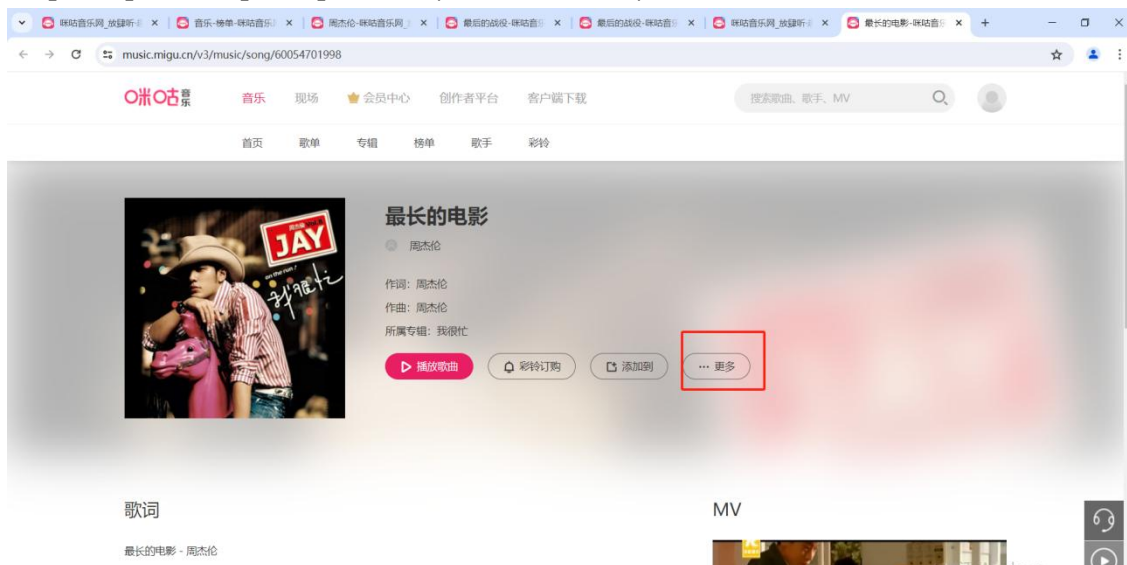 咪咕音乐网_放肆听·
音乐-榜单-咪咕音乐
周杰伦-咪咕音乐网_
最后的战役-咪咕音
最后的战役-咪咕音
咪咕音乐网_放肆听·
最长的电影-咪咕音
music.migu.cn/v3/music/song/60054701998
咪咕音乐
音乐 现场 会员中心 创作者平台 客户端下载 搜索歌曲、歌手、MV
首页 歌单 专辑 榜单 歌手 彩铃
JAY
on the run!
我很忙
最长的电影
周杰伦
作词：周杰伦
作曲：周杰伦
所属专辑：我很忙
播放歌曲 彩铃订购 添加到 ··· 更多
歌词 MV
最长的电影 - 周杰伦